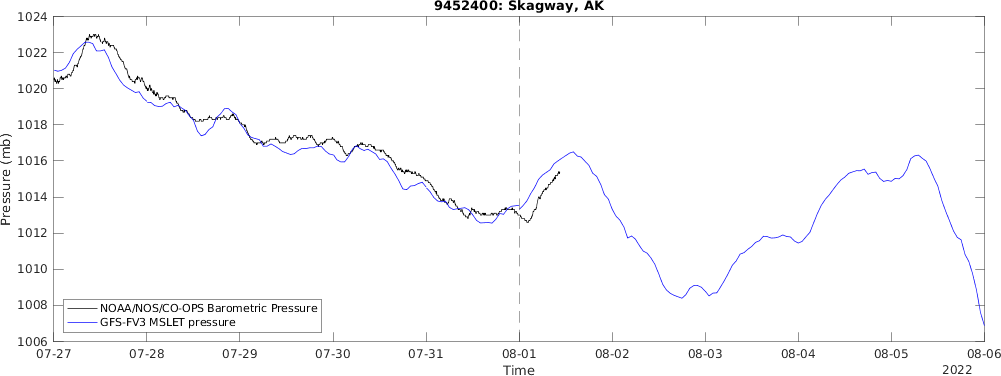 9452400: Skagway, AK
Pressure (mb)
1024
1022
1020
1018
1016
1014
1012
1010
1008
1006
NOAA/NOS/CO-OPS Barometric Pressure
GFS-FV3 MSLET pressure
07-27 07-28 07-29 07-30 07-31 08-01 08-02 08-03 08-04 08-05 08-06
Time
2022